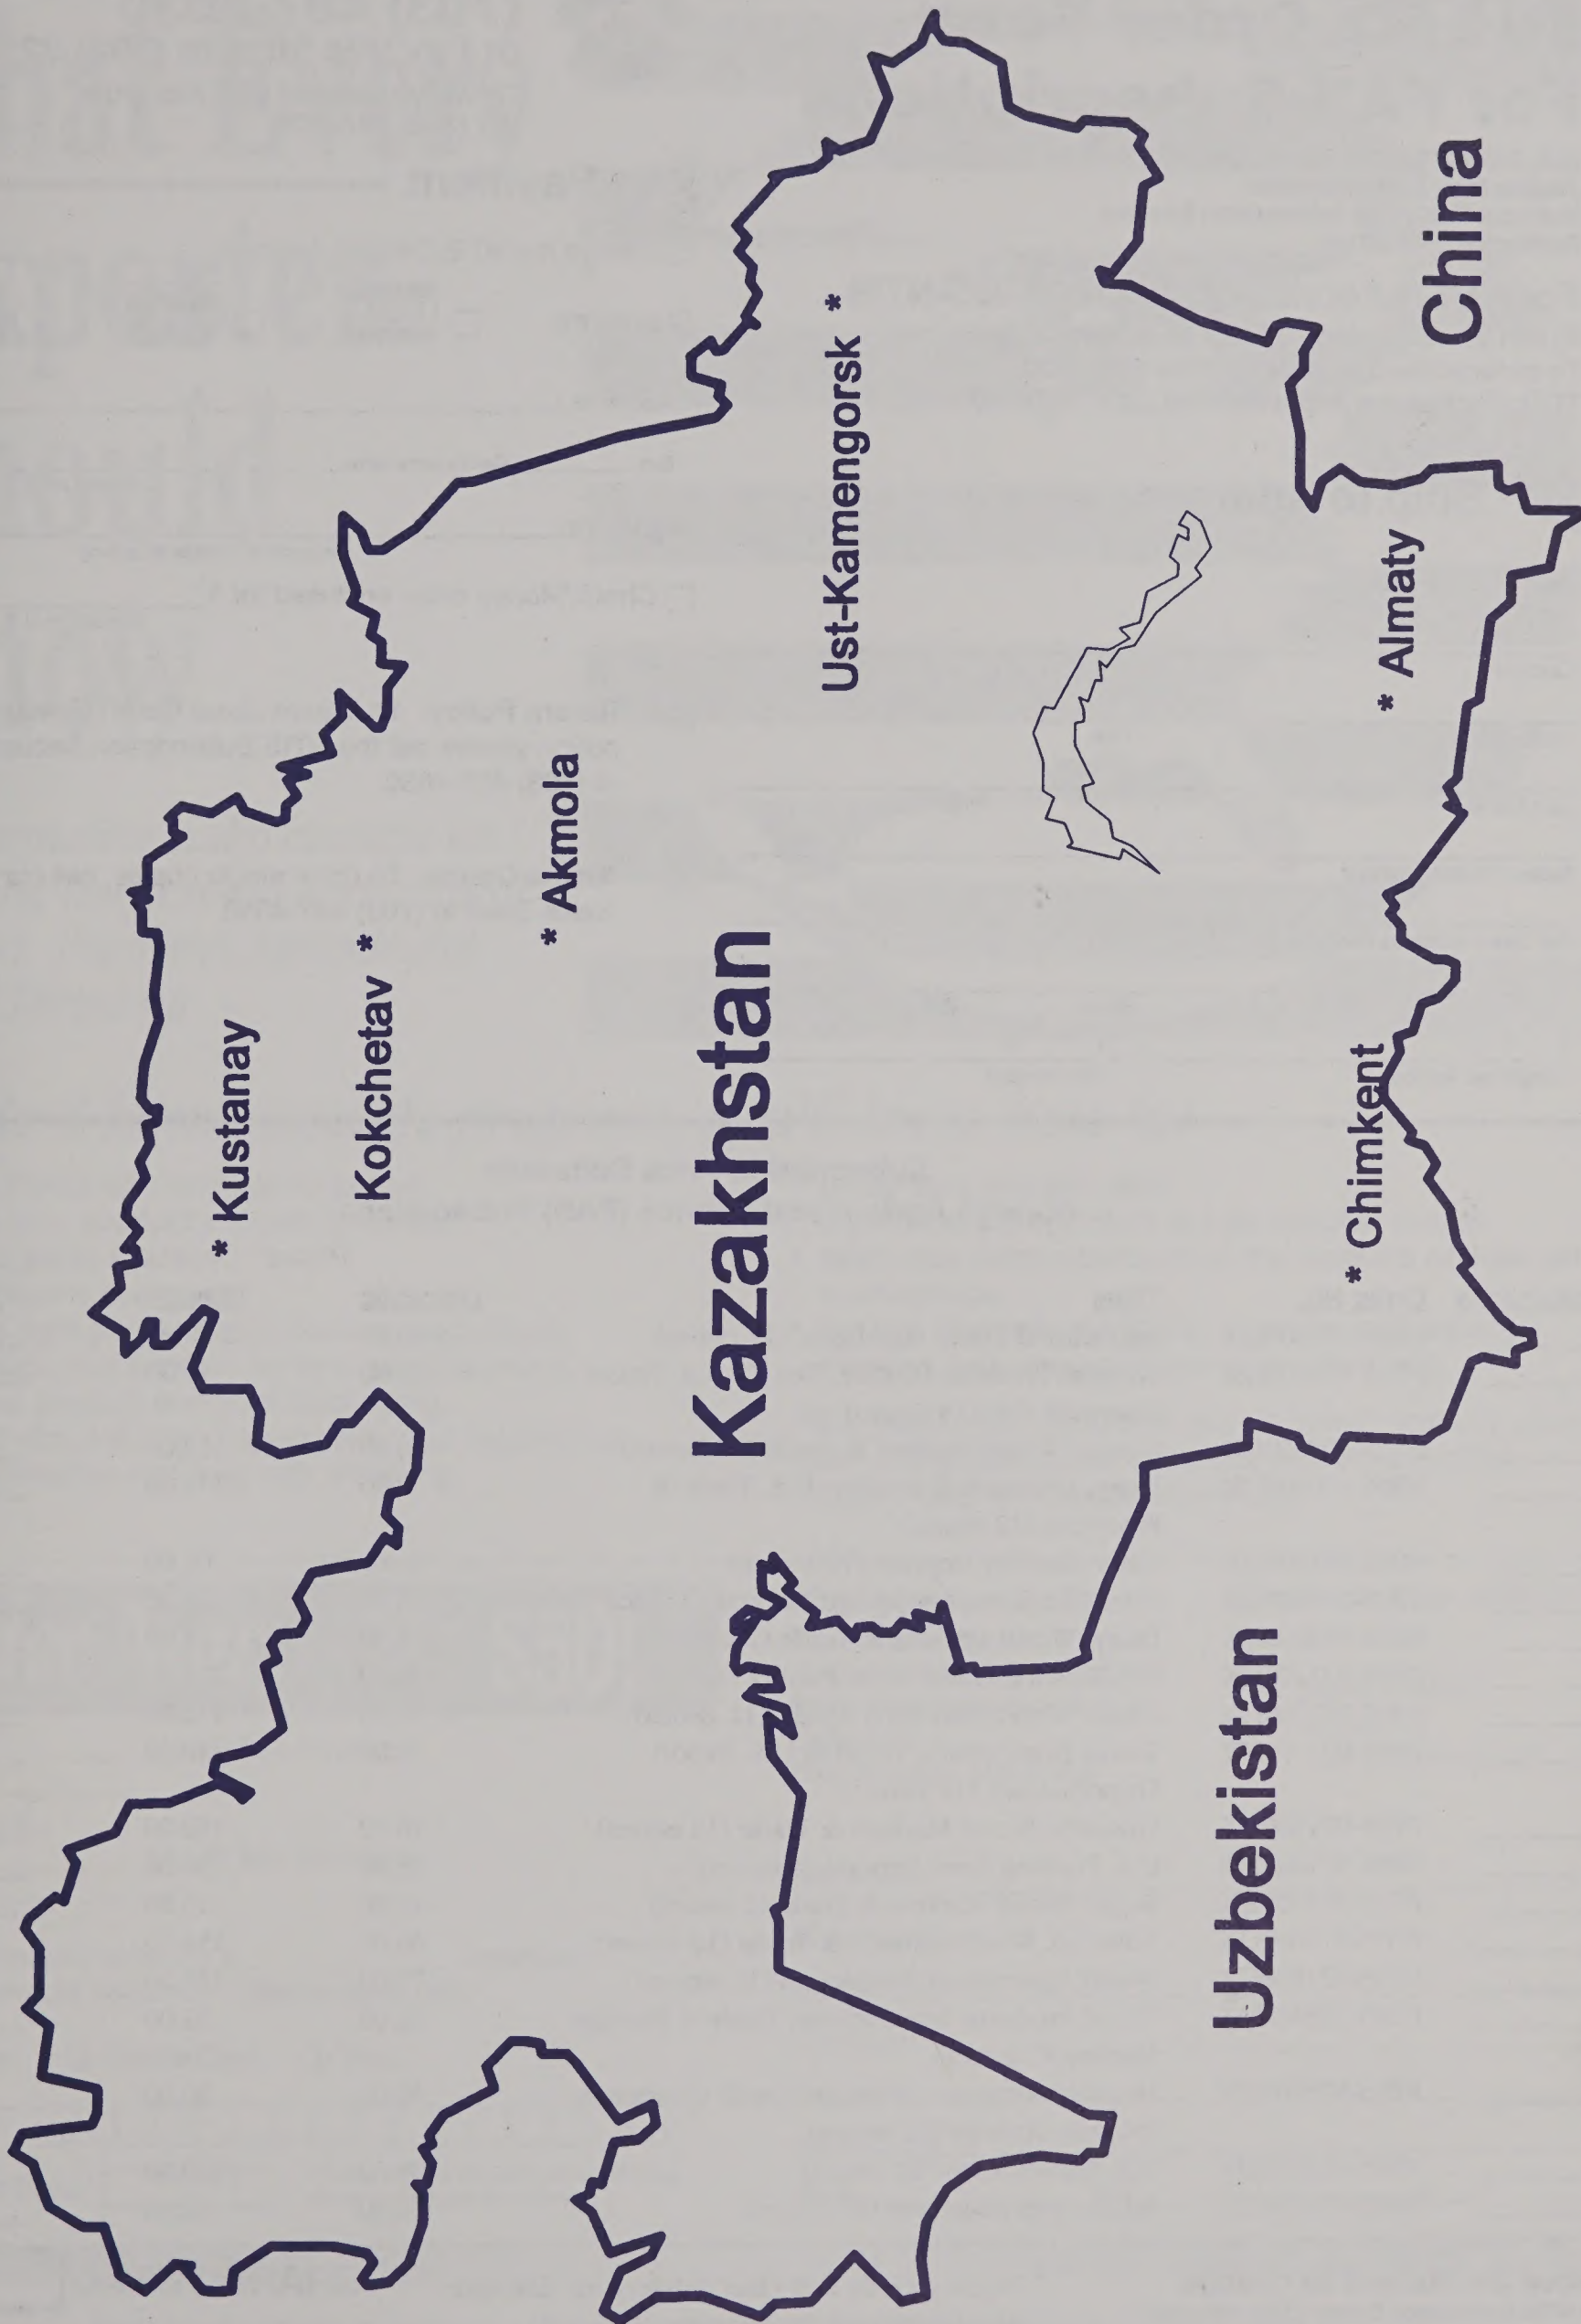 * Kustanay
Kokchetav *
* Akmola
Kazakhstan
Ust-Kamengorsk *
Uzbekistan
* Chimkent
* Almaty
China